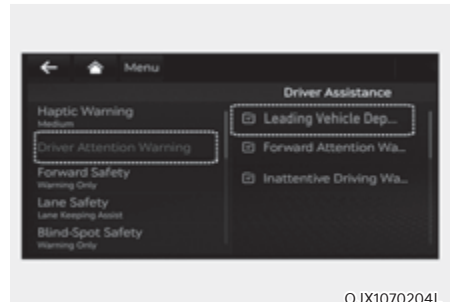 Menu
Driver Assistance
Haptic Warning
Medium
Driver Attention Warning
Forward Safety
Warning Only
Lane Safety
Lane Keeping Assist
Blind-Spot Safety
Warning Only
Leading Vehicle Dep...
Forward Attention Wa...
Inattentive Driving Wa...
OJX1070204L